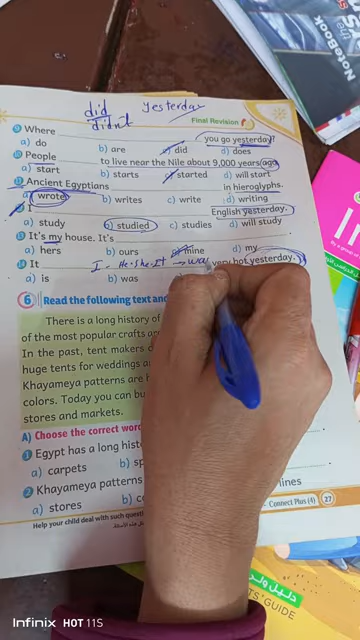 NoteBook
did Yesterday
didn't
Final Revision
Where you go yesterday?
a) do b) are c) did d) does
People to live near the Nile about 9,000 years ago.
a) start b) starts c) started d) will start
Ancient Egyptians in hieroglyphs.
a) wrote b) writes c) write d) writing
I English yesterday.
a) study b) studied c) studies d) will study
It's my house. It's
a) hers b) ours c) mine d) my
I - He - She - It → was
It very hot yesterday.
a) is b) was
6 Read the following text and
There is a long history of
of the most popular crafts
In the past, tent makers
huge tents for weddings
Khayameya patterns are
colors. Today you can bu
stores and markets.
A) Choose the correct word
1 Egypt has a long hist
a) carpets b) sp
2 Khayameya patterns lines
a) stores b)
Connect Plus (4) 27
Help your child deal with such
GUIDE
Infinix HOT 11S